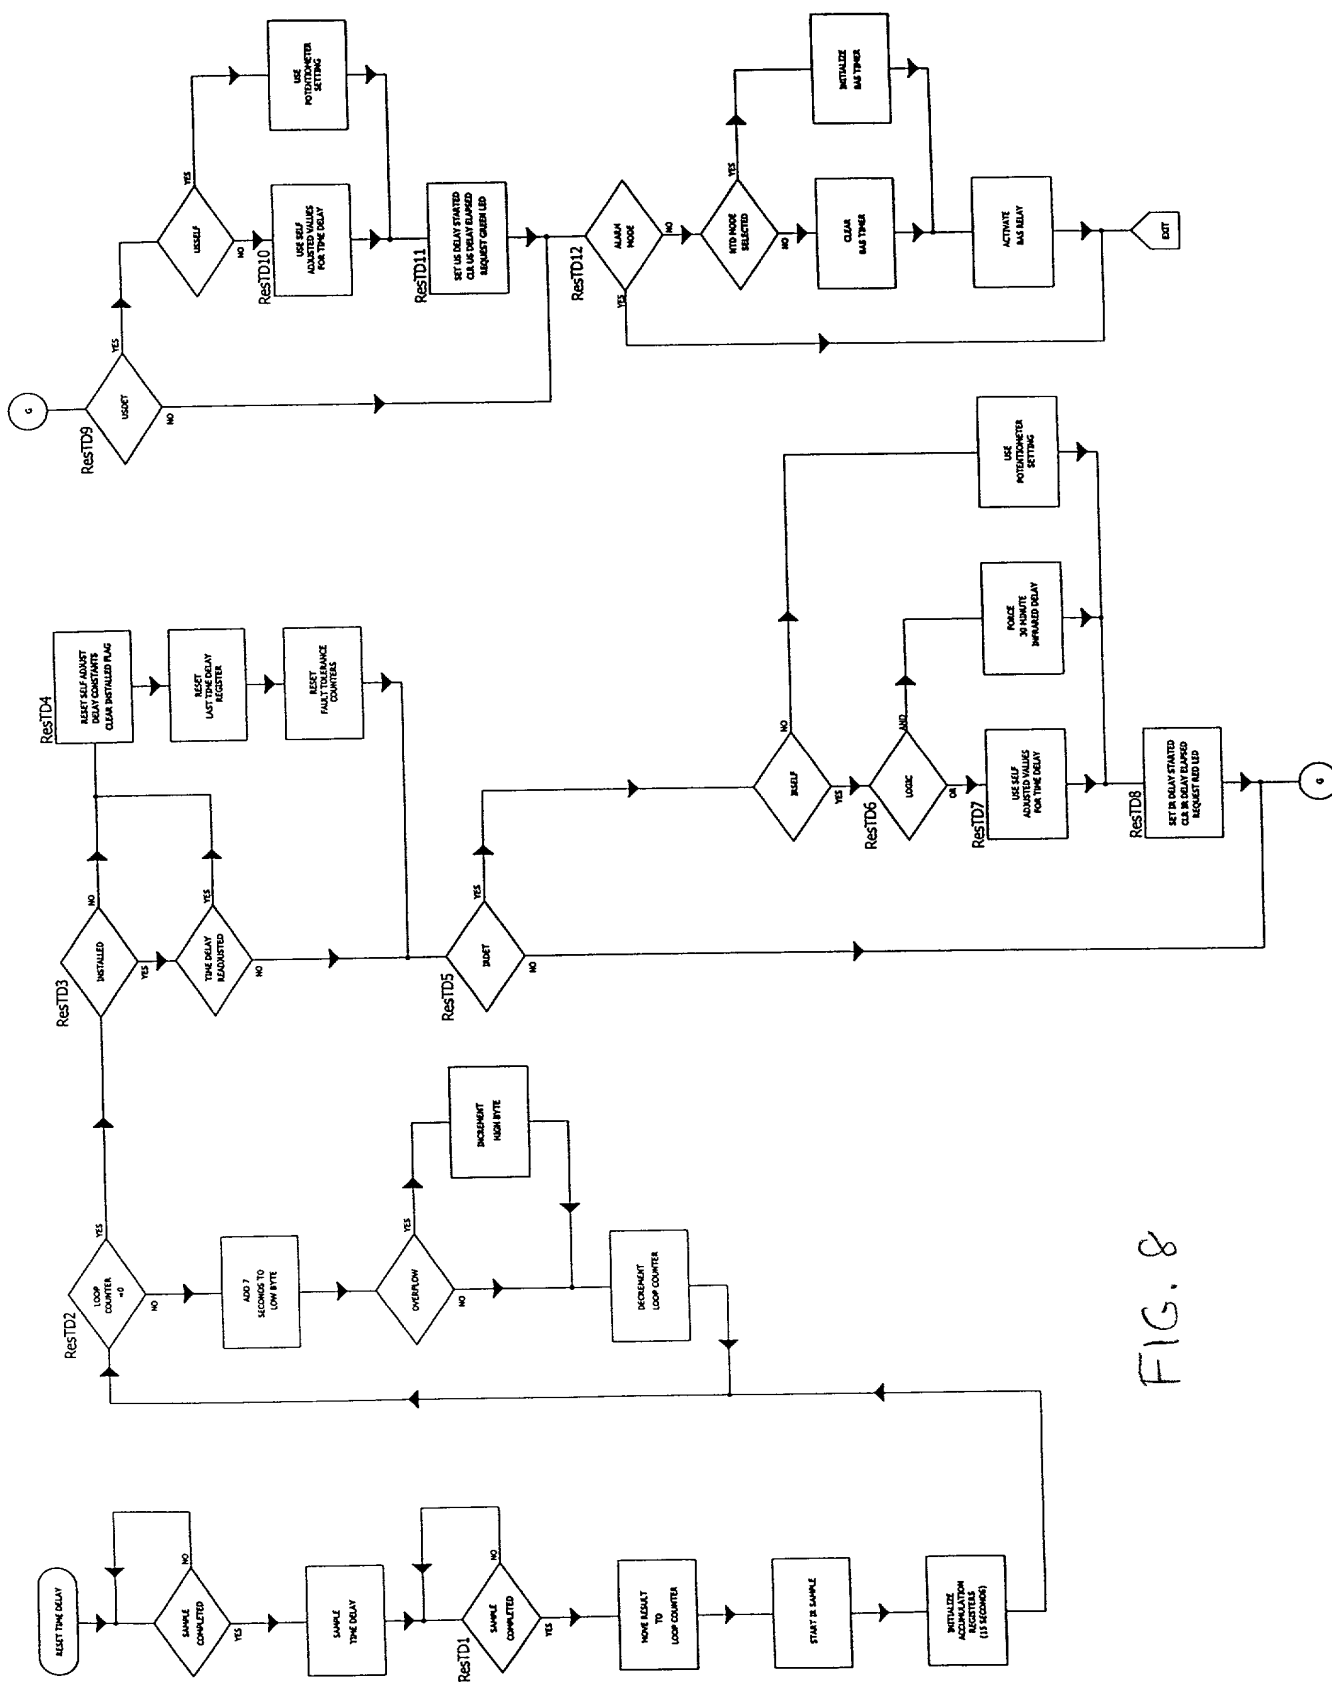 RESET TIME DELAY
SAMPLE
COMPLETED
NO
YES
SAMPLE
TIME DELAY
ResTD1
SAMPLE
COMPLETED
NO
YES
MOVE RESULT
TO
LOOP COUNTER
START IR SAMPLE
INITIALIZE
ACCUMULATION
REGISTERS
(15 SECONDS)
ResTD2
LOOP
COUNTER
=0
YES
NO
ADD 7
SECONDS TO
LOW BYTE
OVERFLOW
YES
NO
INCREMENT
HIGH BYTE
DECREMENT
LOOP COUNTER
ResTD3
INSTALLED
NO
YES
TIME DELAY
READJUSTED
YES
NO
ResTD4
RESET SELF ADJUST
DELAY CONSTANTS
CLEAR INSTALLED FLAG
RESET
LAST TIME DELAY
REGISTER
RESET
FAULT TOLERANCE
COUNTERS
ResTD5
IRDET
YES
NO
IRSELF
NO
YES
ResTD6
LOGIC
AND
OR
ResTD7
USE SELF
ADJUSTED VALUES
FOR TIME DELAY
FORCE
30 MINUTE
INFRARED DELAY
USE
POTENTIOMETER
SETTING
ResTD8
SET IR DELAY STARTED
CLR IR DELAY ELAPSED
REQUEST RED LED
G
G
ResTD9
USDET
YES
NO
USSELF
YES
NO
ResTD10
USE SELF
ADJUSTED VALUES
FOR TIME DELAY
USE
POTENTIOMETER
SETTING
ResTD11
SET US DELAY STARTED
CLR US DELAY ELAPSED
REQUEST GREEN LED
ResTD12
ALARM
MODE
YES
NO
NTD MODE
SELECTED
YES
NO
CLEAR
BAS TIMER
INITIALIZE
BAS TIMER
ACTIVATE
BAS RELAY
EXIT
FIG. 8